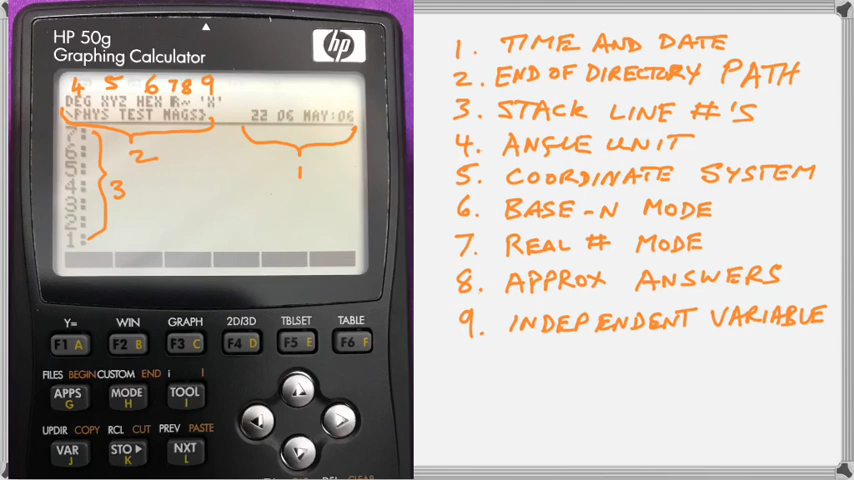 HP 50g
Graphing Calculator
hp
4 5 6 7 8 9
DEG XYZ HEX R~ 'X'
PHYS TEST MAGS}
22 06 MAY:06
2
1
3
7:
6:
5:
4:
3:
2:
1:
Y= WIN GRAPH 2D/3D TBLSET TABLE
F1 A F2 B F3 C F4 D F5 E F6 F
FILES BEGIN CUSTOM END i I
APPS G MODE H TOOL I
UPDIR COPY RCL CUT PREV PASTE
VAR J STO▶ K NXT L
CLEAR
1. TIME AND DATE
2. END OF DIRECTORY PATH
3. STACK LINE #'S
4. ANGLE UNIT
5. COORDINATE SYSTEM
6. BASE-N MODE
7. REAL # MODE
8. APPROX ANSWERS
9. INDEPENDENT VARIABLE